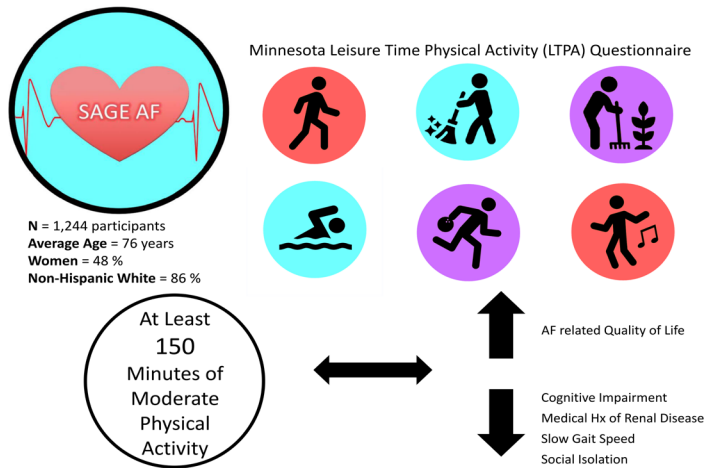 Minnesota Leisure Time Physical Activity (LTPA) Questionnaire
SAGE AF
N = 1,244 participants
Average Age = 76 years
Women = 48 %
Non-Hispanic White = 86 %
At Least
150
Minutes of
Moderate
Physical
Activity
AF related Quality of Life
Cognitive Impairment
Medical Hx of Renal Disease
Slow Gait Speed
Social Isolation